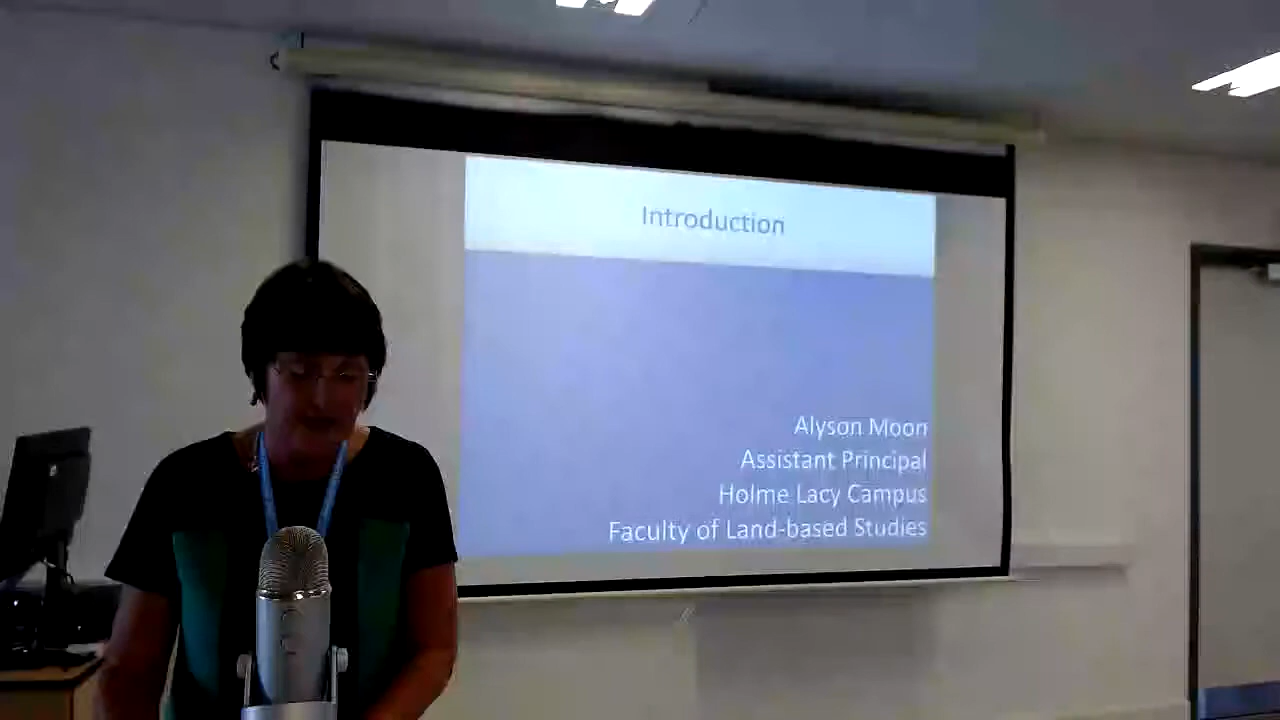 Introduction
Alyson Moon
Assistant Principal
Holme Lacy Campus
Faculty of Land-based Studies